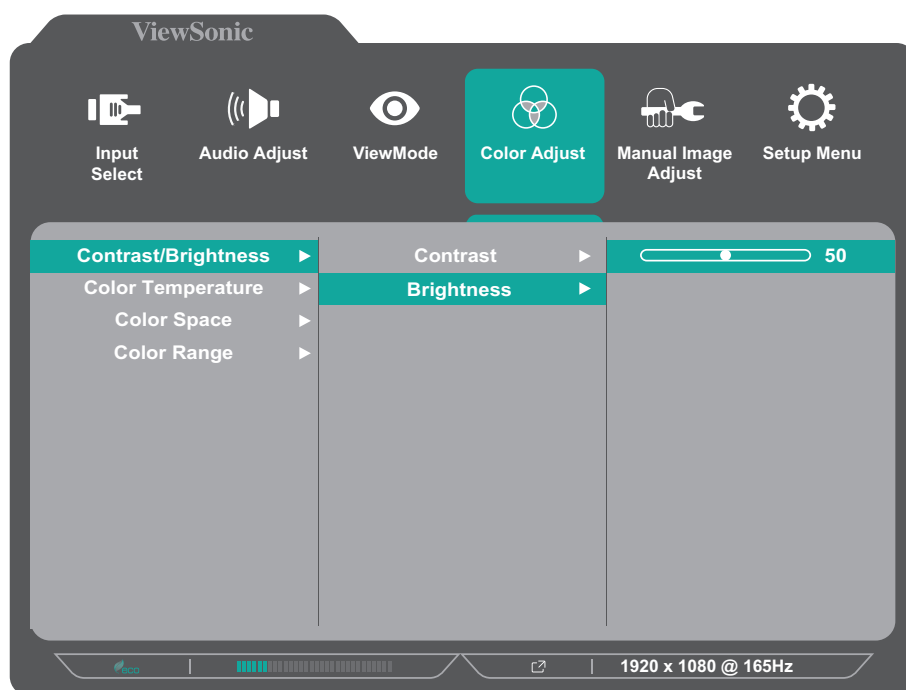 ViewSonic
Input
Select
Audio Adjust
ViewMode
Color Adjust
Manual Image
Adjust
Setup Menu
Contrast/Brightness
Contrast
50
Color Temperature
Brightness
Color Space
Color Range
eco
1920 x 1080 @ 165Hz